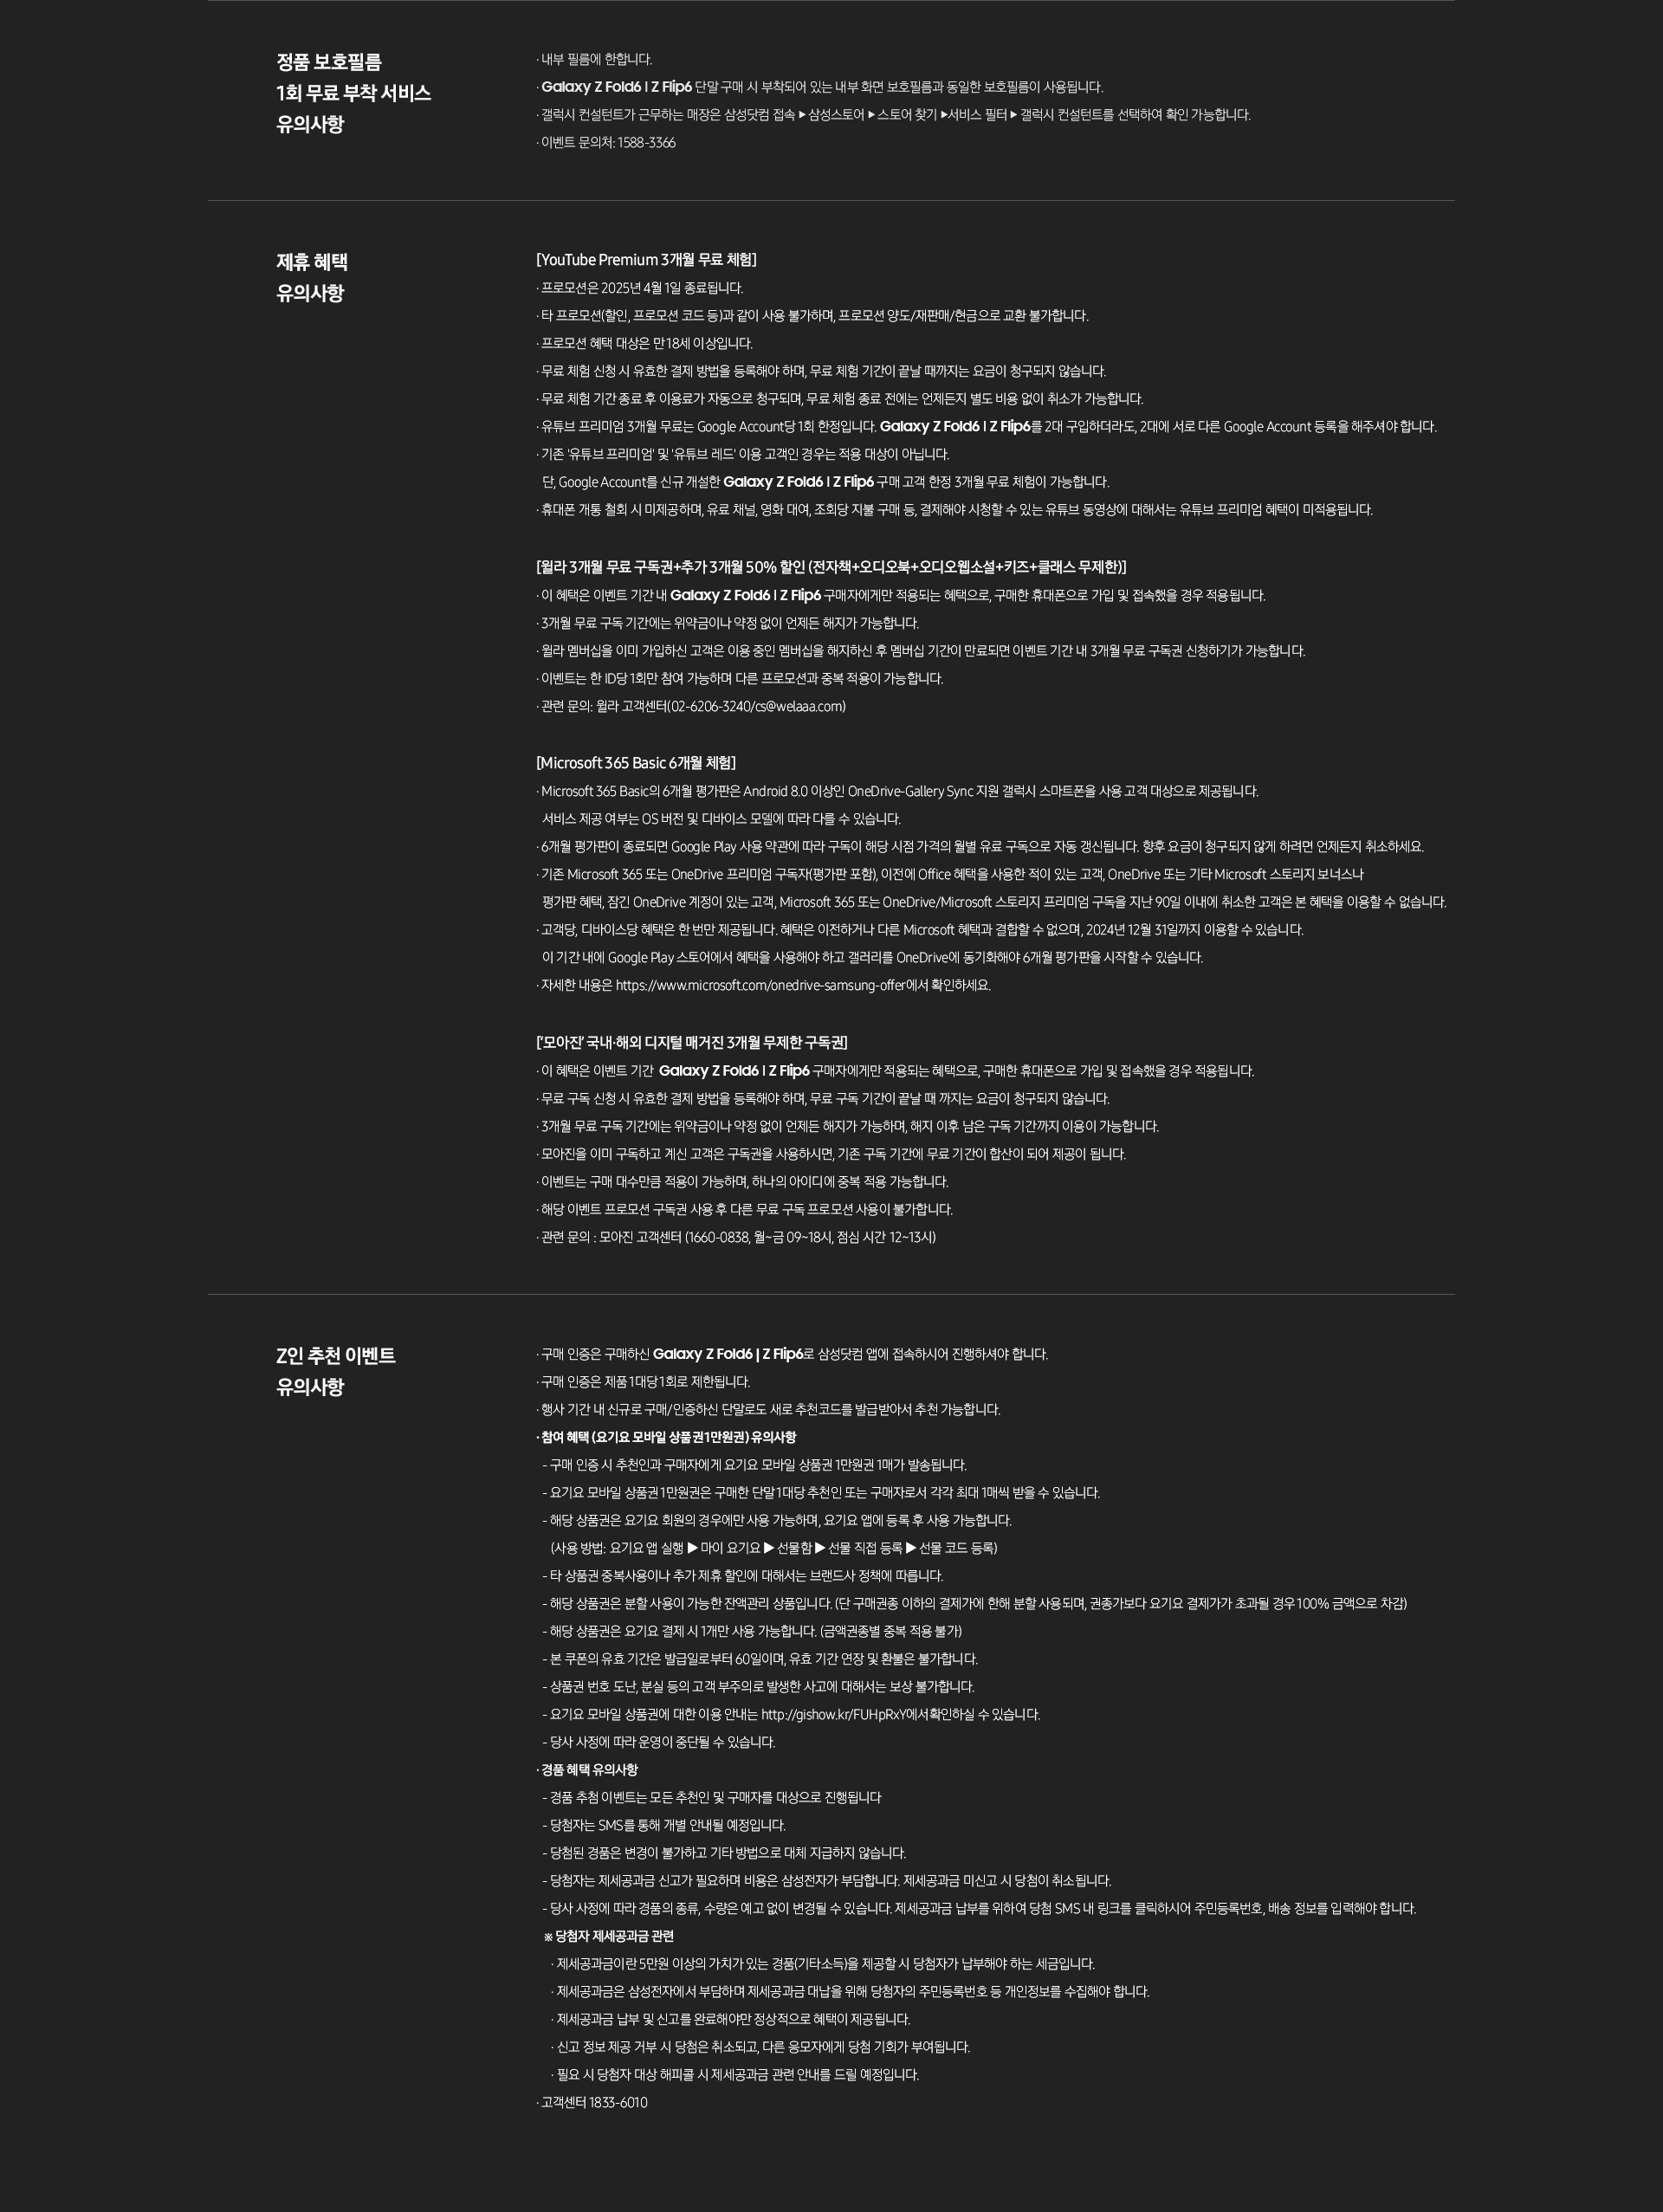 정품 보호필름
1회 무료 부착 서비스
유의사항
· 내부 필름에 한합니다.
· Galaxy Z Fold6 | Z Flip6 단말 구매 시 부착되어 있는 내부 화면 보호필름과 동일한 보호필름이 사용됩니다.
· 갤럭시 컨설턴트가 근무하는 매장은 삼성닷컴 접속 ▶ 삼성스토어 ▶ 스토어 찾기 ▶서비스 필터 ▶ 갤럭시 컨설턴트를 선택하여 확인 가능합니다.
· 이벤트 문의처: 1588-3366
제휴 혜택
유의사항
[YouTube Premium 3개월 무료 체험]
· 프로모션은 2025년 4월 1일 종료됩니다.
· 타 프로모션(할인, 프로모션 코드 등)과 같이 사용 불가하며, 프로모션 양도/재판매/현금으로 교환 불가합니다.
· 프로모션 혜택 대상은 만 18세 이상입니다.
· 무료 체험 신청 시 유효한 결제 방법을 등록해야 하며, 무료 체험 기간이 끝날 때까지는 요금이 청구되지 않습니다.
· 무료 체험 기간 종료 후 이용료가 자동으로 청구되며, 무료 체험 종료 전에는 언제든지 별도 비용 없이 취소가 가능합니다.
· 유튜브 프리미엄 3개월 무료는 Google Account당 1회 한정입니다. Galaxy Z Fold6 | Z Flip6를 2대 구입하더라도, 2대에 서로 다른 Google Account 등록을 해주셔야 합니다.
· 기존 '유튜브 프리미엄' 및 '유튜브 레드' 이용 고객인 경우는 적용 대상이 아닙니다.
단, Google Account를 신규 개설한 Galaxy Z Fold6 | Z Flip6 구매 고객 한정 3개월 무료 체험이 가능합니다.
· 휴대폰 개통 철회 시 미제공하며, 유료 채널, 영화 대여, 조회당 지불 구매 등, 결제해야 시청할 수 있는 유튜브 동영상에 대해서는 유튜브 프리미엄 혜택이 미적용됩니다.
[윌라 3개월 무료 구독권+추가 3개월 50% 할인 (전자책+오디오북+오디오웹소설+키즈+클래스 무제한)]
· 이 혜택은 이벤트 기간 내 Galaxy Z Fold6 | Z Flip6 구매자에게만 적용되는 혜택으로, 구매한 휴대폰으로 가입 및 접속했을 경우 적용됩니다.
· 3개월 무료 구독 기간에는 위약금이나 약정 없이 언제든 해지가 가능합니다.
· 윌라 멤버십을 이미 가입하신 고객은 이용 중인 멤버십을 해지하신 후 멤버십 기간이 만료되면 이벤트 기간 내 3개월 무료 구독권 신청하기가 가능합니다.
· 이벤트는 한 ID당 1회만 참여 가능하며 다른 프로모션과 중복 적용이 가능합니다.
· 관련 문의: 윌라 고객센터(02-6206-3240/cs@welaaa.com)
[Microsoft 365 Basic 6개월 체험]
· Microsoft 365 Basic의 6개월 평가판은 Android 8.0 이상인 OneDrive-Gallery Sync 지원 갤럭시 스마트폰을 사용 고객 대상으로 제공됩니다.
서비스 제공 여부는 OS 버전 및 디바이스 모델에 따라 다를 수 있습니다.
· 6개월 평가판이 종료되면 Google Play 사용 약관에 따라 구독이 해당 시점 가격의 월별 유료 구독으로 자동 갱신됩니다. 향후 요금이 청구되지 않게 하려면 언제든지 취소하세요.
· 기존 Microsoft 365 또는 OneDrive 프리미엄 구독자(평가판 포함), 이전에 Office 혜택을 사용한 적이 있는 고객, OneDrive 또는 기타 Microsoft 스토리지 보너스나
평가판 혜택, 잠긴 OneDrive 계정이 있는 고객, Microsoft 365 또는 OneDrive/Microsoft 스토리지 프리미엄 구독을 지난 90일 이내에 취소한 고객은 본 혜택을 이용할 수 없습니다.
· 고객당, 디바이스당 혜택은 한 번만 제공됩니다. 혜택은 이전하거나 다른 Microsoft 혜택과 결합할 수 없으며, 2024년 12월 31일까지 이용할 수 있습니다.
이 기간 내에 Google Play 스토어에서 혜택을 사용해야 하고 갤러리를 OneDrive에 동기화해야 6개월 평가판을 시작할 수 있습니다.
· 자세한 내용은 https://www.microsoft.com/onedrive-samsung-offer에서 확인하세요.
['모아진' 국내·해외 디지털 매거진 3개월 무제한 구독권]
· 이 혜택은 이벤트 기간 Galaxy Z Fold6 | Z Flip6 구매자에게만 적용되는 혜택으로, 구매한 휴대폰으로 가입 및 접속했을 경우 적용됩니다.
· 무료 구독 신청 시 유효한 결제 방법을 등록해야 하며, 무료 구독 기간이 끝날 때 까지는 요금이 청구되지 않습니다.
· 3개월 무료 구독 기간에는 위약금이나 약정 없이 언제든 해지가 가능하며, 해지 이후 남은 구독 기간까지 이용이 가능합니다.
· 모아진을 이미 구독하고 계신 고객은 구독권을 사용하시면, 기존 구독 기간에 무료 기간이 합산이 되어 제공이 됩니다.
· 이벤트는 구매 대수만큼 적용이 가능하며, 하나의 아이디에 중복 적용 가능합니다.
· 해당 이벤트 프로모션 구독권 사용 후 다른 무료 구독 프로모션 사용이 불가합니다.
· 관련 문의 : 모아진 고객센터 (1660-0838, 월~금 09~18시, 점심 시간 12~13시)
Z인 추천 이벤트
유의사항
· 구매 인증은 구매하신 Galaxy Z Fold6 | Z Flip6로 삼성닷컴 앱에 접속하시어 진행하셔야 합니다.
· 구매 인증은 제품 1대당 1회로 제한됩니다.
· 행사 기간 내 신규로 구매/인증하신 단말로도 새로 추천코드를 발급받아서 추천 가능합니다.
· 참여 혜택 (요기요 모바일 상품권 1만원권) 유의사항
- 구매 인증 시 추천인과 구매자에게 요기요 모바일 상품권 1만원권 1매가 발송됩니다.
- 요기요 모바일 상품권 1만원권은 구매한 단말 1대당 추천인 또는 구매자로서 각각 최대 1매씩 받을 수 있습니다.
- 해당 상품권은 요기요 회원의 경우에만 사용 가능하며, 요기요 앱에 등록 후 사용 가능합니다.
(사용 방법: 요기요 앱 실행 ▶ 마이 요기요 ▶ 선물함 ▶ 선물 직접 등록 ▶ 선물 코드 등록)
- 타 상품권 중복사용이나 추가 제휴 할인에 대해서는 브랜드사 정책에 따릅니다.
- 해당 상품권은 분할 사용이 가능한 잔액관리 상품입니다. (단 구매권종 이하의 결제가에 한해 분할 사용되며, 권종가보다 요기요 결제가가 초과될 경우 100% 금액으로 차감)
- 해당 상품권은 요기요 결제 시 1개만 사용 가능합니다. (금액권종별 중복 적용 불가)
- 본 쿠폰의 유효 기간은 발급일로부터 60일이며, 유효 기간 연장 및 환불은 불가합니다.
- 상품권 번호 도난, 분실 등의 고객 부주의로 발생한 사고에 대해서는 보상 불가합니다.
- 요기요 모바일 상품권에 대한 이용 안내는 http://gishow.kr/FUHpRxY에서확인하실 수 있습니다.
- 당사 사정에 따라 운영이 중단될 수 있습니다.
· 경품 혜택 유의사항
- 경품 추첨 이벤트는 모든 추천인 및 구매자를 대상으로 진행됩니다
- 당첨자는 SMS를 통해 개별 안내될 예정입니다.
- 당첨된 경품은 변경이 불가하고 기타 방법으로 대체 지급하지 않습니다.
- 당첨자는 제세공과금 신고가 필요하며 비용은 삼성전자가 부담합니다. 제세공과금 미신고 시 당첨이 취소됩니다.
- 당사 사정에 따라 경품의 종류, 수량은 예고 없이 변경될 수 있습니다. 제세공과금 납부를 위하여 당첨 SMS 내 링크를 클릭하시어 주민등록번호, 배송 정보를 입력해야 합니다.
※ 당첨자 제세공과금 관련
· 제세공과금이란 5만원 이상의 가치가 있는 경품(기타소득)을 제공할 시 당첨자가 납부해야 하는 세금입니다.
· 제세공과금은 삼성전자에서 부담하며 제세공과금 대납을 위해 당첨자의 주민등록번호 등 개인정보를 수집해야 합니다.
· 제세공과금 납부 및 신고를 완료해야만 정상적으로 혜택이 제공됩니다.
· 신고 정보 제공 거부 시 당첨은 취소되고, 다른 응모자에게 당첨 기회가 부여됩니다.
· 필요 시 당첨자 대상 해피콜 시 제세공과금 관련 안내를 드릴 예정입니다.
· 고객센터 1833-6010